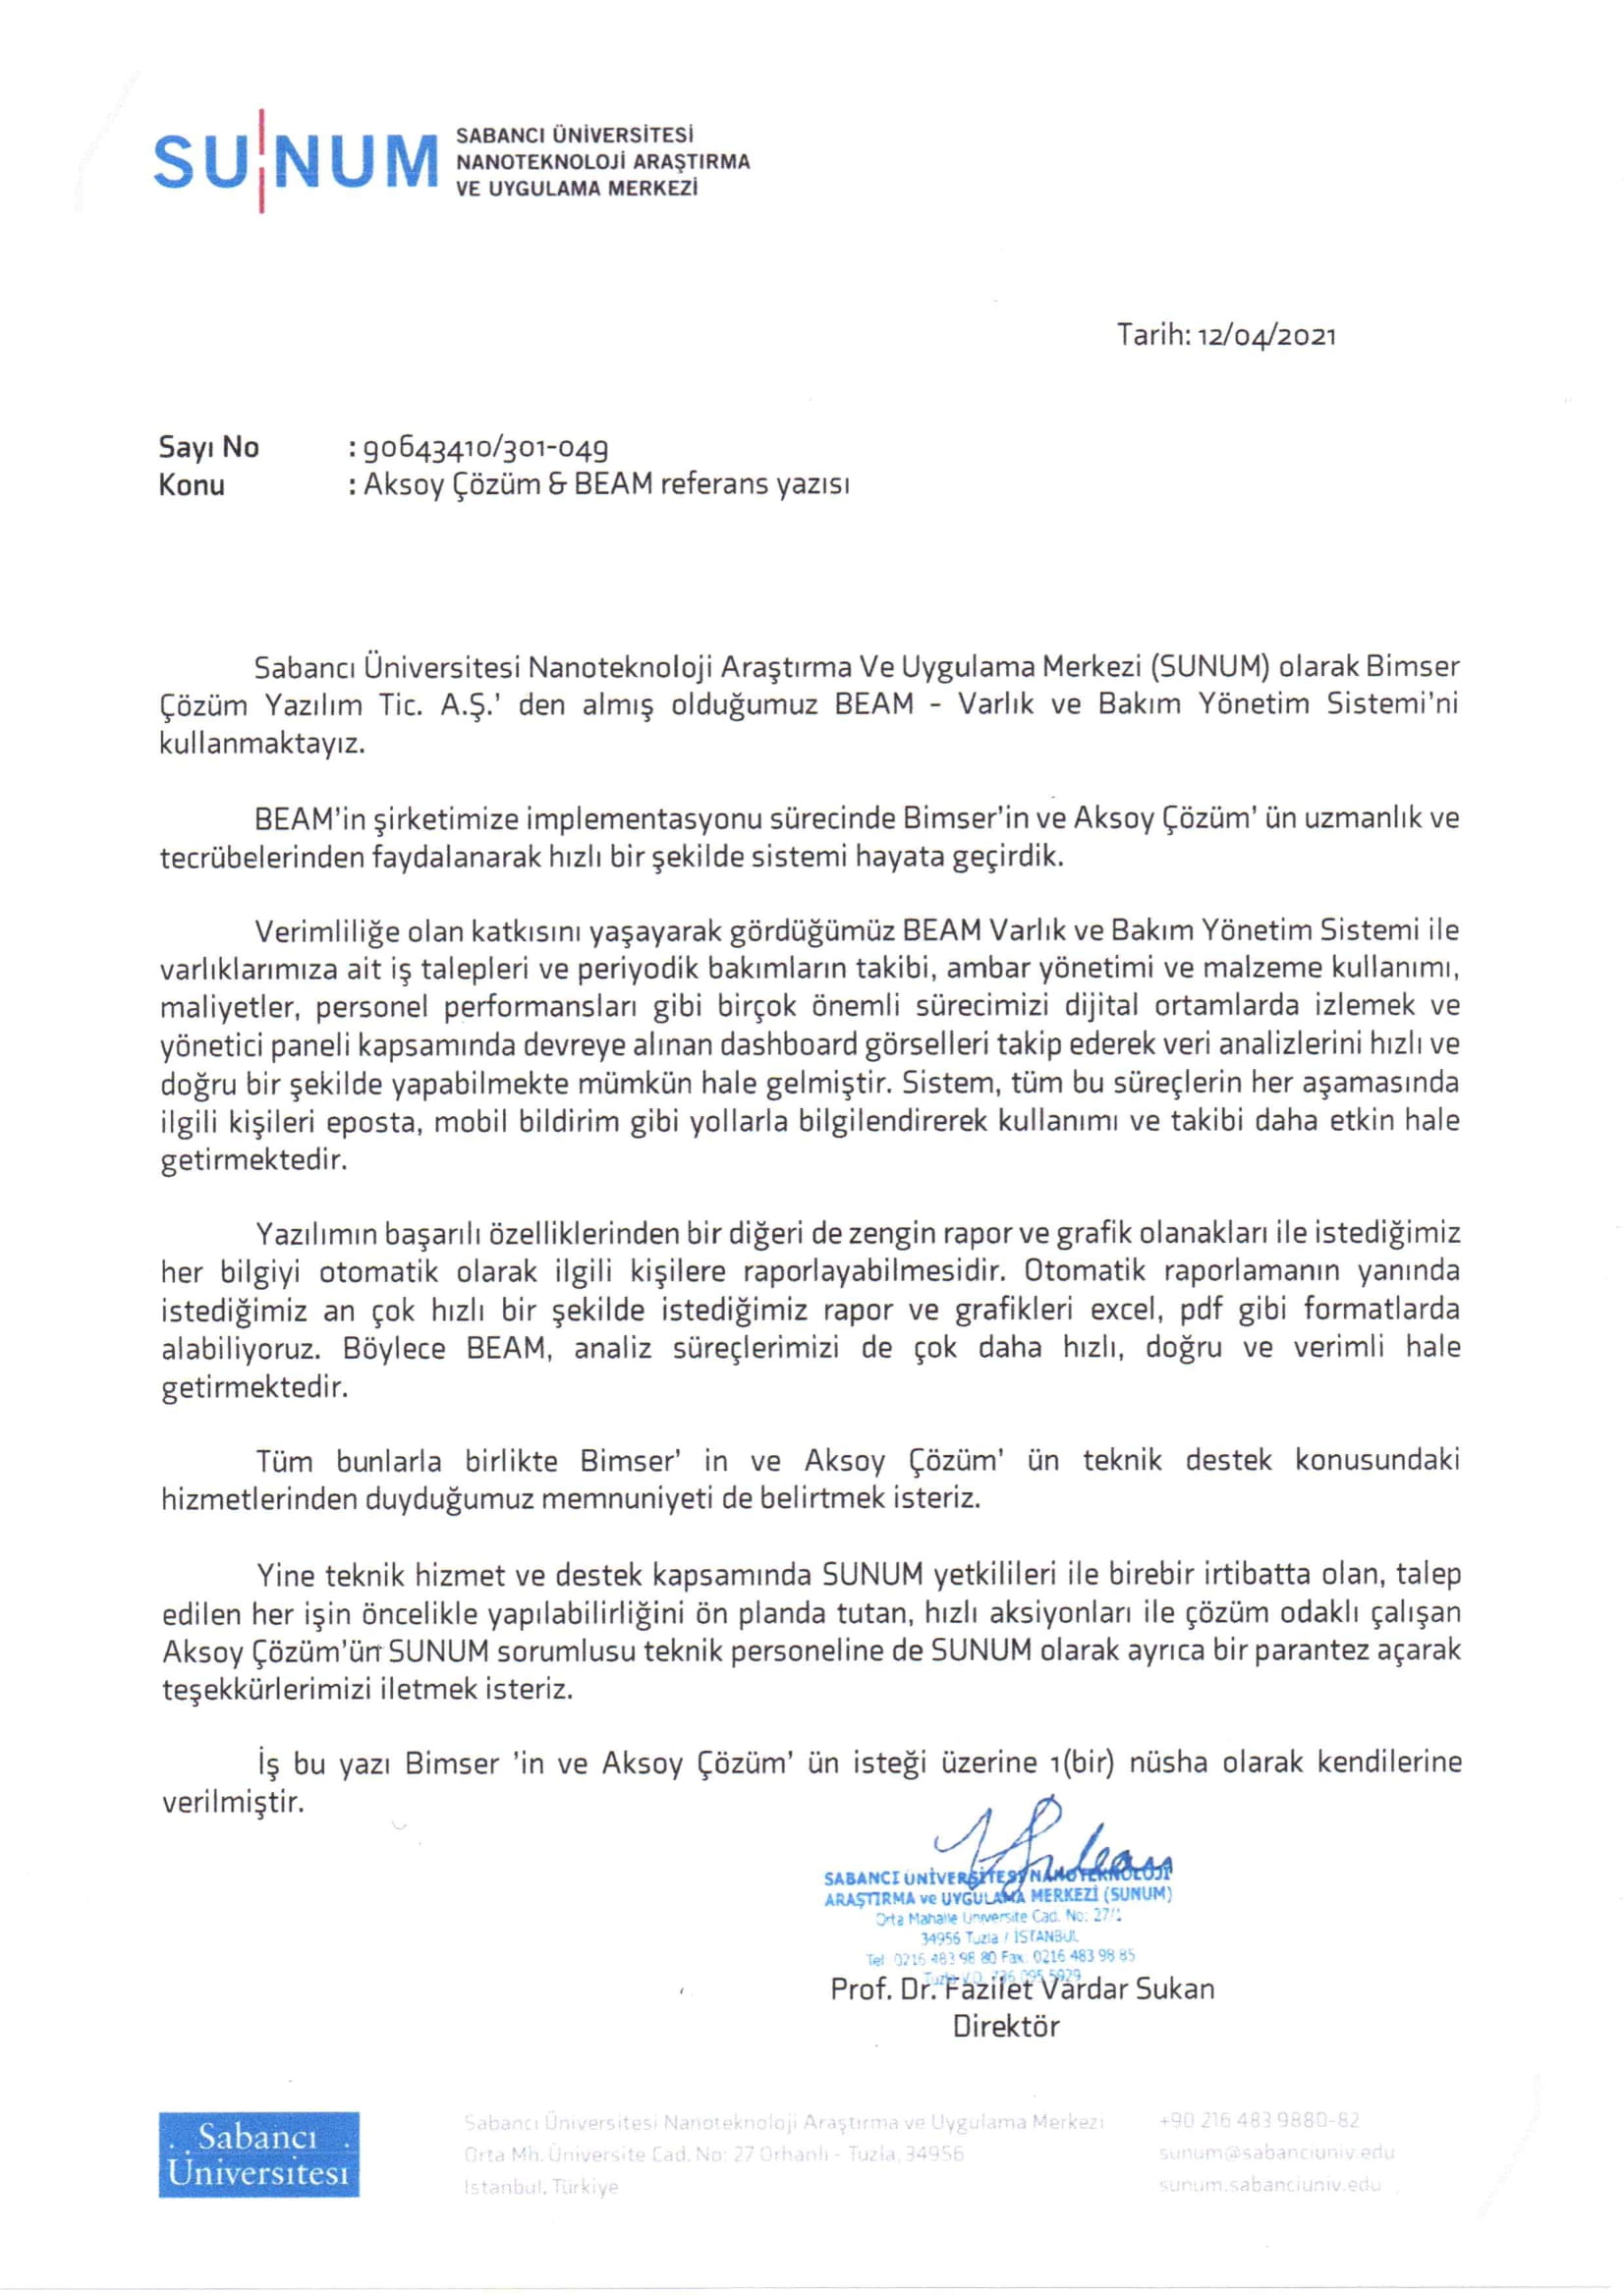 SUNUM
SABANCI ÜNİVERSİTESİ
NANOTEKNOLOJİ ARAŞTIRMA
VE UYGULAMA MERKEZİ
Tarih: 12/04/2021
Sayı No : 90643410/301-049
Konu : Aksoy Çözüm & BEAM referans yazısı
Sabancı Üniversitesi Nanoteknoloji Araştırma Ve Uygulama Merkezi (SUNUM) olarak Bimser
Çözüm Yazılım Tic. A.Ş.' den almış olduğumuz BEAM - Varlık ve Bakım Yönetim Sistemi'ni
kullanmaktayız.
BEAM'in şirketimize implementasyonu sürecinde Bimser'in ve Aksoy Çözüm' ün uzmanlık ve
tecrübelerinden faydalanarak hızlı bir şekilde sistemi hayata geçirdik.
Verimliliğe olan katkısını yaşayarak gördüğümüz BEAM Varlık ve Bakım Yönetim Sistemi ile
varlıklarımıza ait iş talepleri ve periyodik bakımların takibi, ambar yönetimi ve malzeme kullanımı,
maliyetler, personel performansları gibi birçok önemli sürecimizi dijital ortamlarda izlemek ve
yönetici paneli kapsamında devreye alınan dashboard görselleri takip ederek veri analizlerini hızlı ve
doğru bir şekilde yapabilmekte mümkün hale gelmiştir. Sistem, tüm bu süreçlerin her aşamasında
ilgili kişileri eposta, mobil bildirim gibi yollarla bilgilendirerek kullanımı ve takibi daha etkin hale
getirmektedir.
Yazılımın başarılı özelliklerinden bir diğeri de zengin rapor ve grafik olanakları ile istediğimiz
her bilgiyi otomatik olarak ilgili kişilere raporlayabilmesidir. Otomatik raporlamanın yanında
istediğimiz an çok hızlı bir şekilde istediğimiz rapor ve grafikleri excel, pdf gibi formatlarda
alabiliyoruz. Böylece BEAM, analiz süreçlerimizi de çok daha hızlı, doğru ve verimli hale
getirmektedir.
Tüm bunlarla birlikte Bimser' in ve Aksoy Çözüm' ün teknik destek konusundaki
hizmetlerinden duyduğumuz memnuniyeti de belirtmek isteriz.
Yine teknik hizmet ve destek kapsamında SUNUM yetkilileri ile birebir irtibatta olan, talep
edilen her işin öncelikle yapılabilirliğini ön planda tutan, hızlı aksiyonları ile çözüm odaklı çalışan
Aksoy Çözüm'ün SUNUM sorumlusu teknik personeline de SUNUM olarak ayrıca bir parantez açarak
teşekkürlerimizi iletmek isteriz.
İş bu yazı Bimser 'in ve Aksoy Çözüm' ün isteği üzerine 1(bir) nüsha olarak kendilerine
verilmiştir.
SABANCI ÜNİVERSİTESİ NANOTEKNOLOJİ
ARAŞTIRMA ve UYGULAMA MERKEZİ (SUNUM)
Orta Mahalle Üniversite Cad. No: 27/1
34956 Tuzla / İSTANBUL
Tel: 0216 483 98 80 Fax: 0216 483 98 85
Tuzla V.D. 736 095 5929
Prof. Dr. Fazilet Vardar Sukan
Direktör
Sabancı
Üniversitesi
Sabancı Üniversitesi Nanoteknoloji Araştırma ve Uygulama Merkezi
Orta Mh. Üniversite Cad. No: 27 Orhanlı - Tuzla, 34956
İstanbul, Türkiye
+90 216 483 9880-82
sunum@sabanciuniv.edu
sunum.sabanciuniv.edu